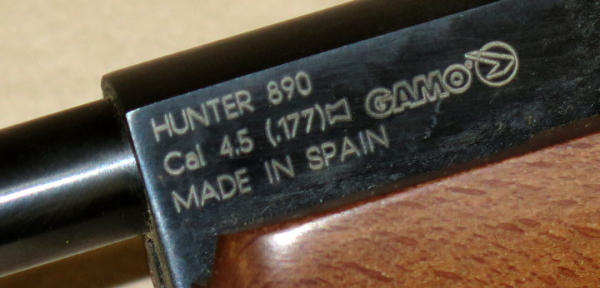 HUNTER 890
Cal 4.5 (.177) GAMO®
MADE IN SPAIN